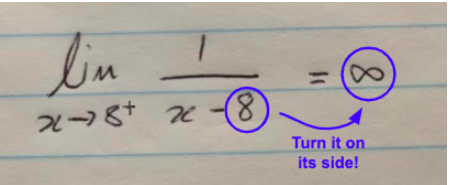 lim 1/(x - 8) = ∞
x→8⁺
Turn it on
its side!